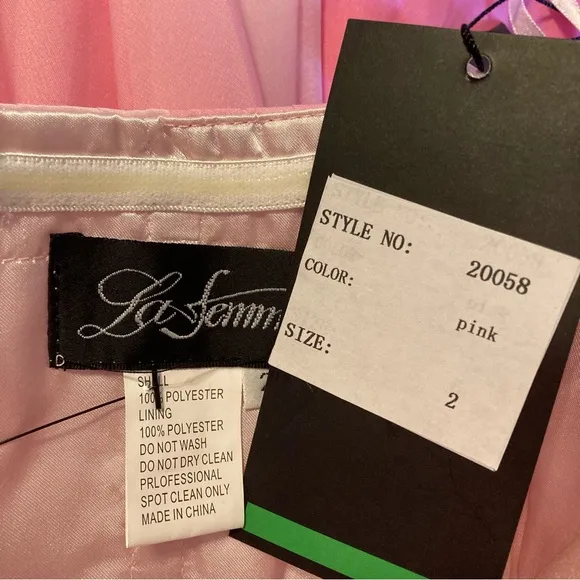 La Femm
SHELL
100% POLYESTER
LINING
100% POLYESTER
DO NOT WASH
DO NOT DRY CLEAN
PRLOFESSIONAL
SPOT CLEAN ONLY
MADE IN CHINA
STYLE NO: 20058
COLOR: pink
SIZE: 2